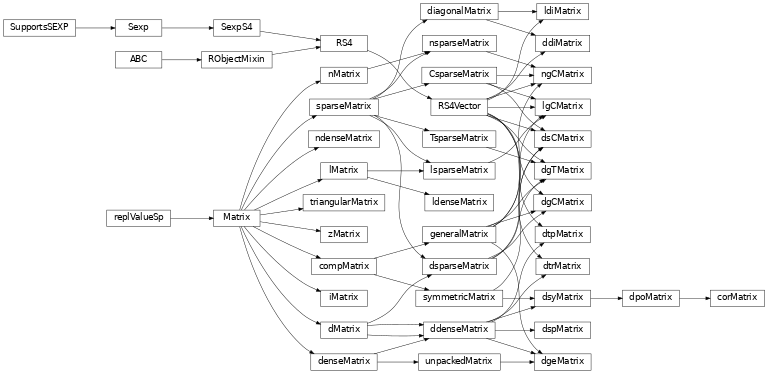 diagonalMatrix
ldiMatrix
SupportsSEXP
Sexp
SexpS4
RS4
nsparseMatrix
ddiMatrix
ABC
RObjectMixin
nMatrix
CsparseMatrix
ngCMatrix
sparseMatrix
RS4Vector
lgCMatrix
ndenseMatrix
TsparseMatrix
dsCMatrix
lMatrix
lsparseMatrix
dgTMatrix
triangularMatrix
ldenseMatrix
dgCMatrix
replValueSp
Matrix
zMatrix
generalMatrix
dtpMatrix
compMatrix
dsparseMatrix
dtrMatrix
iMatrix
symmetricMatrix
dsyMatrix
dpoMatrix
corMatrix
dMatrix
ddenseMatrix
dspMatrix
denseMatrix
unpackedMatrix
dgeMatrix